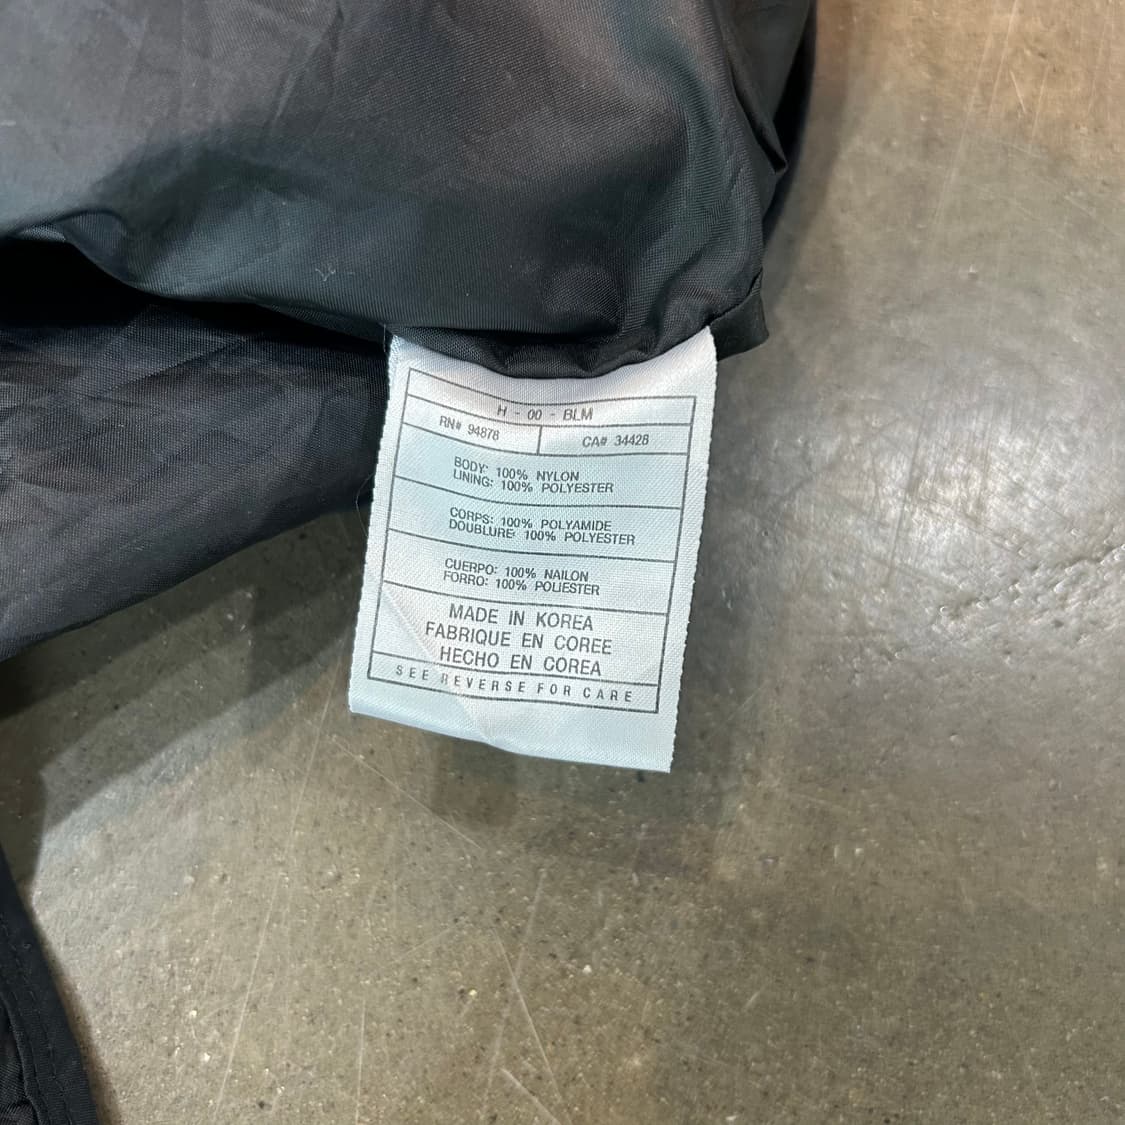 H - 00 - BLM
RN# 94878
CA# 34428
BODY: 100% NYLON
LINING: 100% POLYESTER
CORPS: 100% POLYAMIDE
DOUBLURE: 100% POLYESTER
CUERPO: 100% NAILON
FORRO: 100% POLIESTER
MADE IN KOREA
FABRIQUE EN COREE
HECHO EN COREA
SEE REVERSE FOR CARE